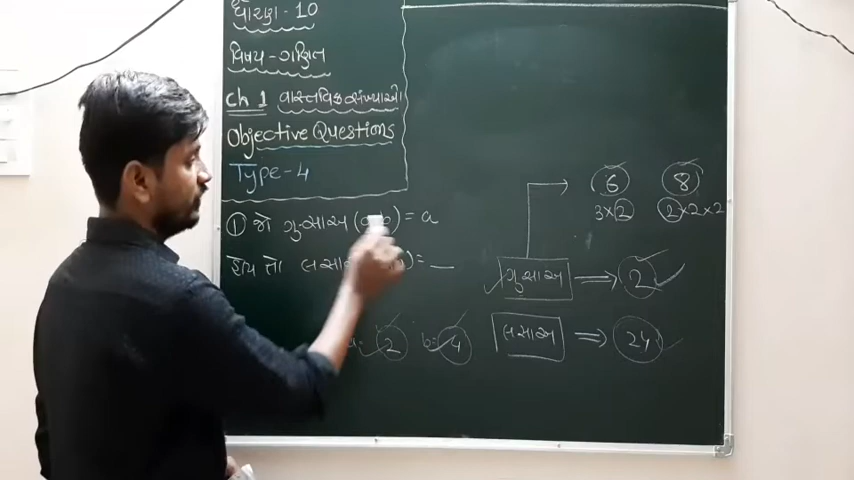 ધોરણ - 10
વિષય - ગણિત
Ch 1 વાસ્તવિક સંખ્યાઓ
Objective Questions
Type - 4
① જો ગુ.સા.અ (a,b) = a
હોય તો લ.સા.અ = __
2 b = 4
6 8
3×2 2×2×2
ગુ.સા.અ ⟹ 2
લ.સા.અ ⟹ 24